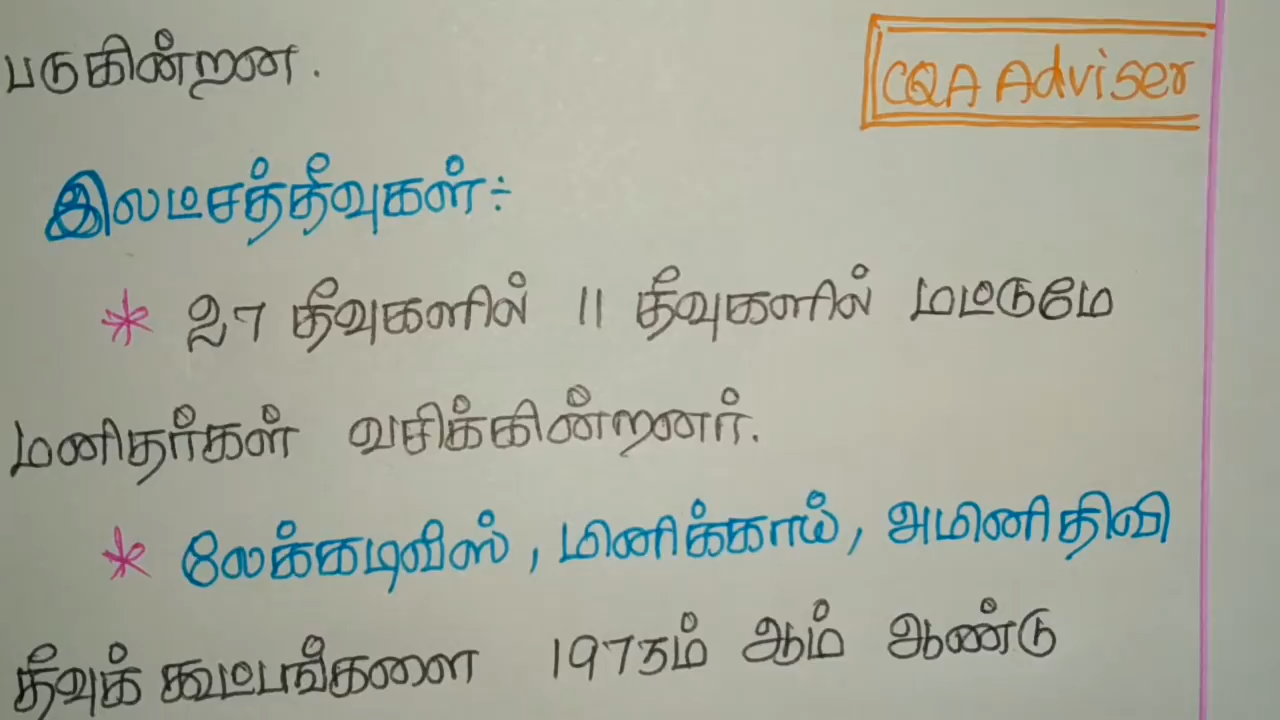 படுகின்றன.
CQA Adviser
இலட்சத்தீவுகள்:-
* 27 தீவுகளில் 11 தீவுகளில் மட்டுமே
மனிதர்கள் வசிக்கின்றனர்.
* லேக்கடிவிஸ், மினிக்காய், அமினிதிவி
தீவுக் கூட்டங்களை 1973ம் ஆம் ஆண்டு